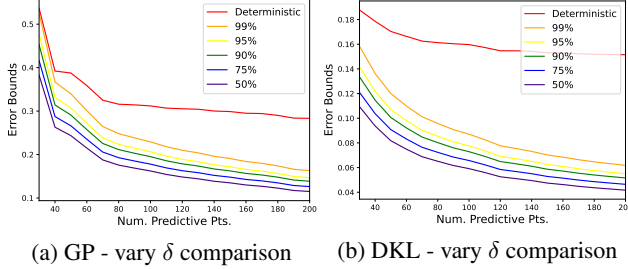 0.5
0.4
0.3
0.2
0.1
40 60 80 100 120 140 160 180 200
Error Bounds
Num. Predictive Pts.
Deterministic
99%
95%
90%
75%
50%
(a) GP - vary δ comparison
0.18
0.16
0.14
0.12
0.10
0.08
0.06
0.04
40 60 80 100 120 140 160 180 200
Error Bounds
Num. Predictive Pts.
Deterministic
99%
95%
90%
75%
50%
(b) DKL - vary δ comparison